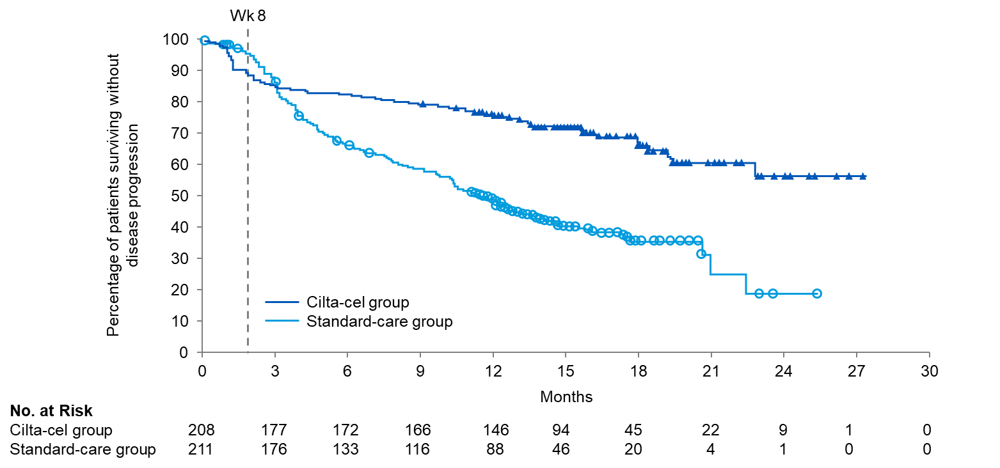 Wk 8
Percentage of patients surviving without
disease progression
100
90
80
70
60
50
40
30
20
10
0
Cilta-cel group
Standard-care group
0 3 6 9 12 15 18 21 24 27 30
Months
No. at Risk
Cilta-cel group 208 177 172 166 146 94 45 22 9 1 0
Standard-care group 211 176 133 116 88 46 20 4 1 0 0